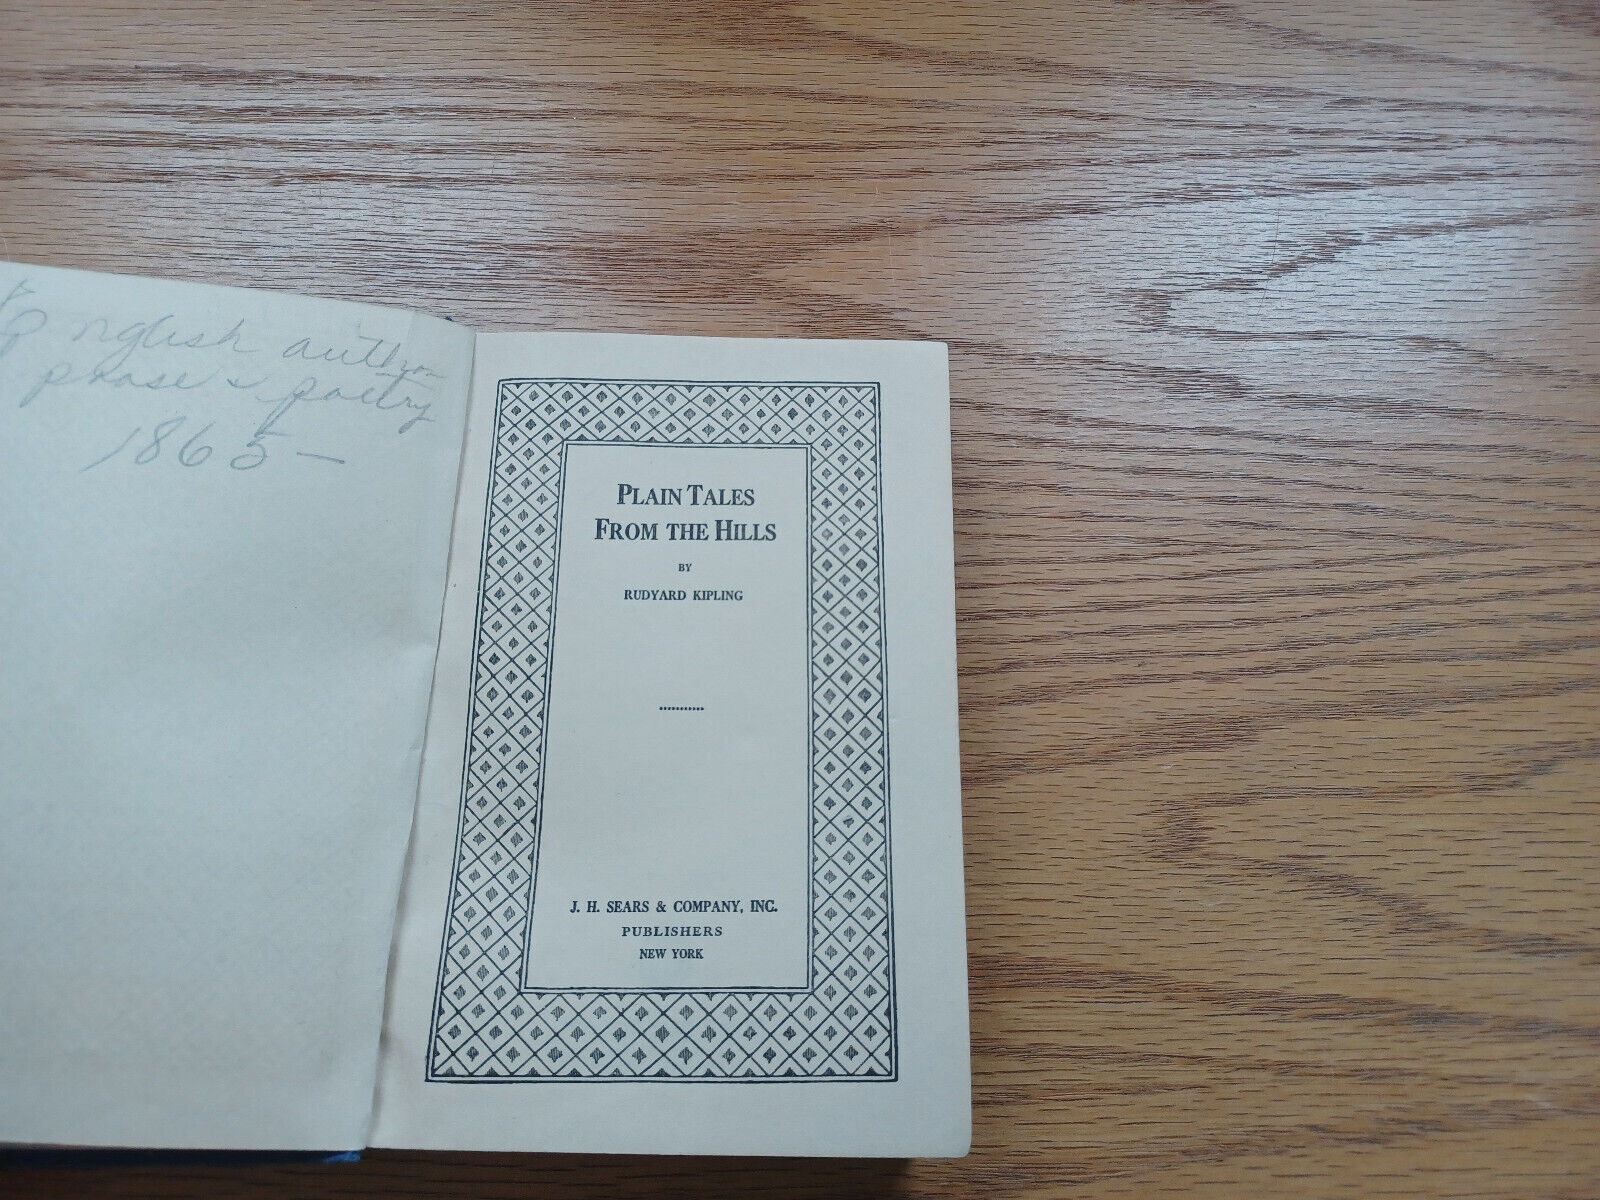 English author
prose & poetry
1865 –
PLAIN TALES
FROM THE HILLS
BY
RUDYARD KIPLING
J. H. SEARS & COMPANY, INC.
PUBLISHERS
NEW YORK